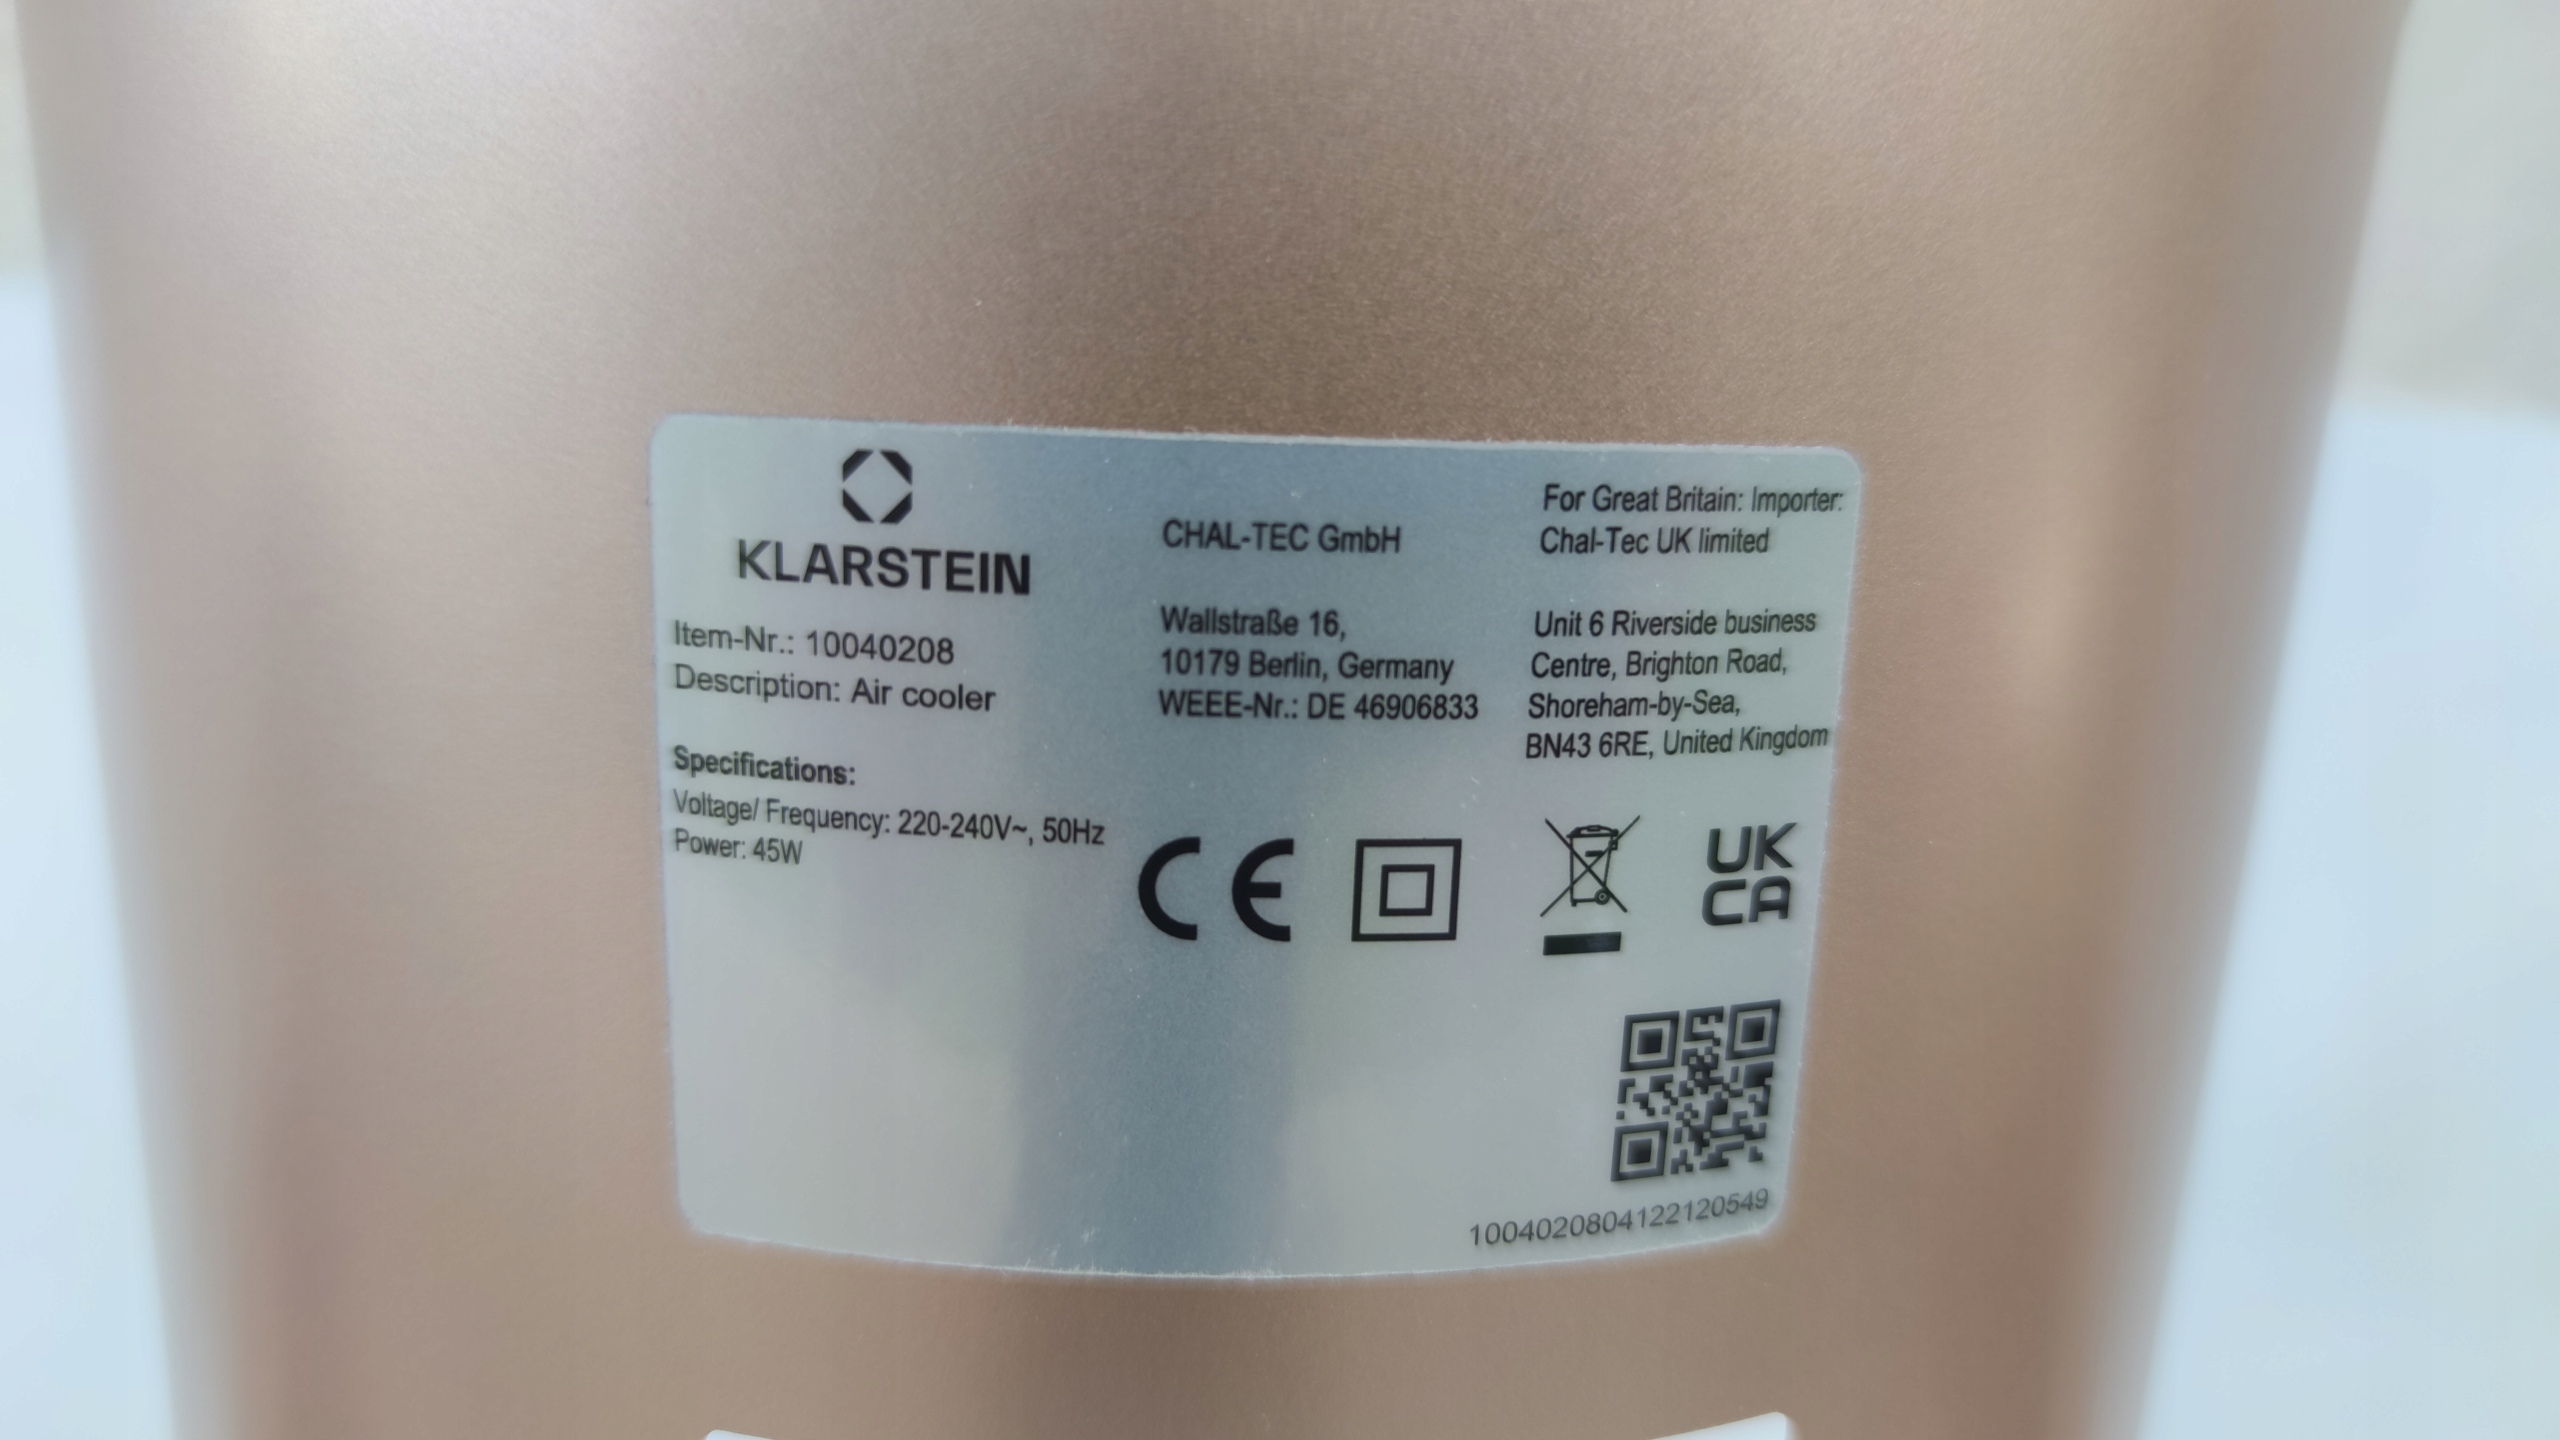 KLARSTEIN
Item-Nr.: 10040208
Description: Air cooler
Specifications:
Voltage/ Frequency: 220-240V~, 50Hz
Power: 45W
CHAL-TEC GmbH
Wallstraße 16,
10179 Berlin, Germany
WEEE-Nr.: DE 46906833
For Great Britain: Importer:
Chal-Tec UK limited
Unit 6 Riverside business
Centre, Brighton Road,
Shoreham-by-Sea,
BN43 6RE, United Kingdom
CE
UK
CA
1004020804122120549